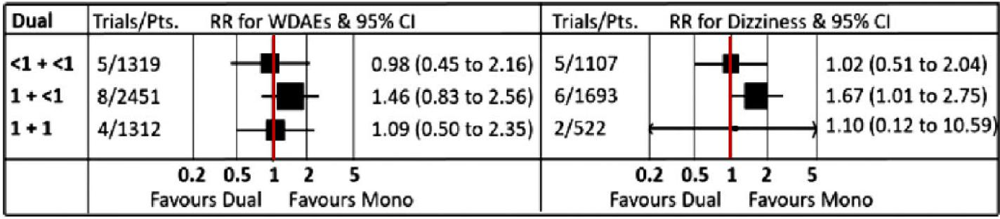 Dual Trials/Pts. RR for WDAEs & 95% CI Trials/Pts. RR for Dizziness & 95% CI
<1 + <1 5/1319 0.98 (0.45 to 2.16) 5/1107 1.02 (0.51 to 2.04)
1 + <1 8/2451 1.46 (0.83 to 2.56) 6/1693 1.67 (1.01 to 2.75)
1 + 1 4/1312 1.09 (0.50 to 2.35) 2/522 1.10 (0.12 to 10.59)
0.2 0.5 1 2 5 0.2 0.5 1 2 5
Favours Dual Favours Mono Favours Dual Favours Mono